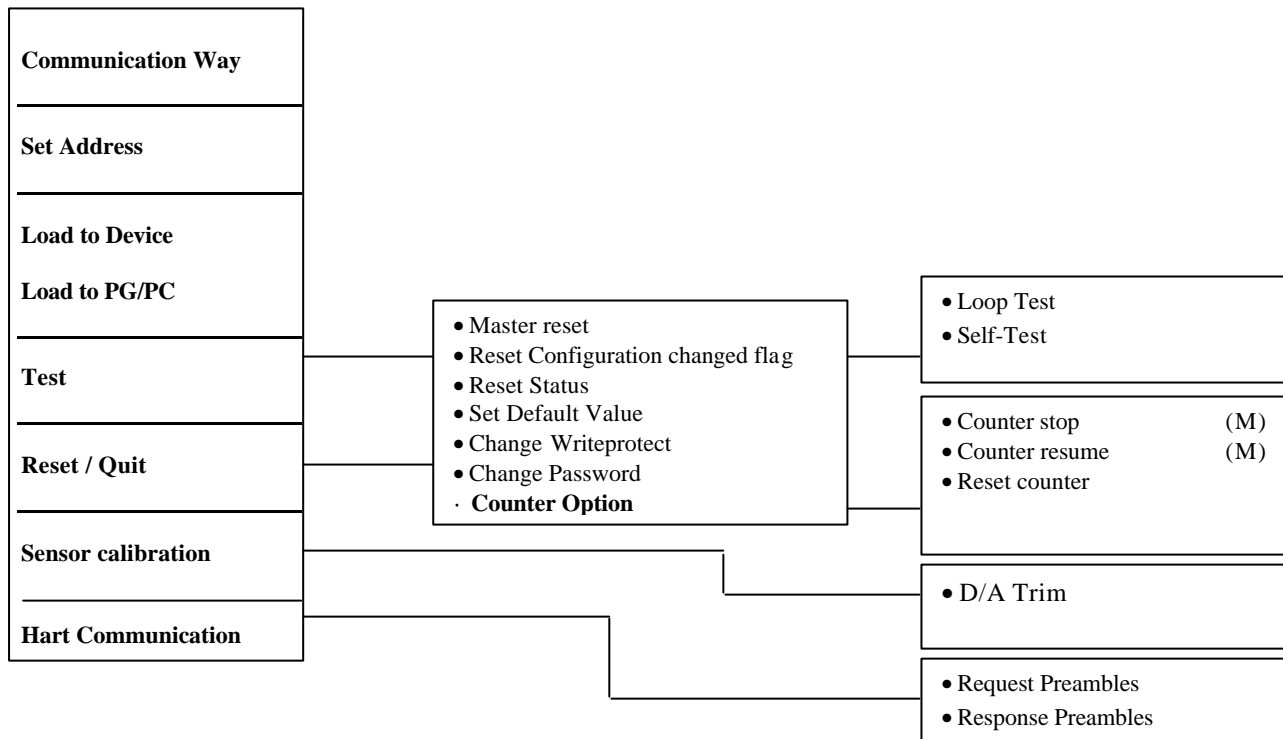 Communication Way
Set Address
Load to Device
Load to PG/PC
Test
Reset / Quit
Sensor calibration
Hart Communication
• Master reset
• Reset Configuration changed flag
• Reset Status
• Set Default Value
• Change Writeprotect
• Change Password
· Counter Option
• Loop Test
• Self-Test
• Counter stop (M)
• Counter resume (M)
• Reset counter
• D/A Trim
• Request Preambles
• Response Preambles